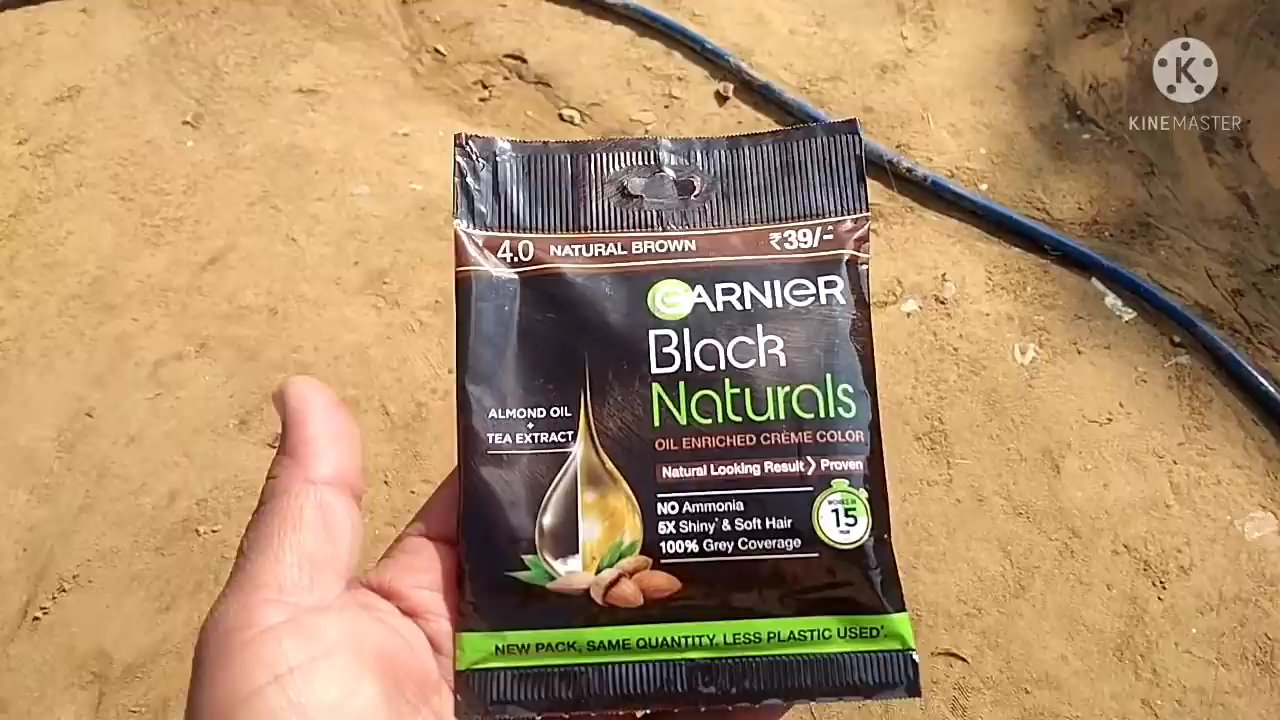 K
KINEMASTER
4.0 NATURAL BROWN ₹39/-
GARNIER
Black
Naturals
OIL ENRICHED CRÈME COLOR
Natural Looking Result > Proven
ALMOND OIL
+
TEA EXTRACT
NO Ammonia
5X Shiny* & Soft Hair
100% Grey Coverage
WORKS IN
15
MIN
NEW PACK, SAME QUANTITY, LESS PLASTIC USED*.